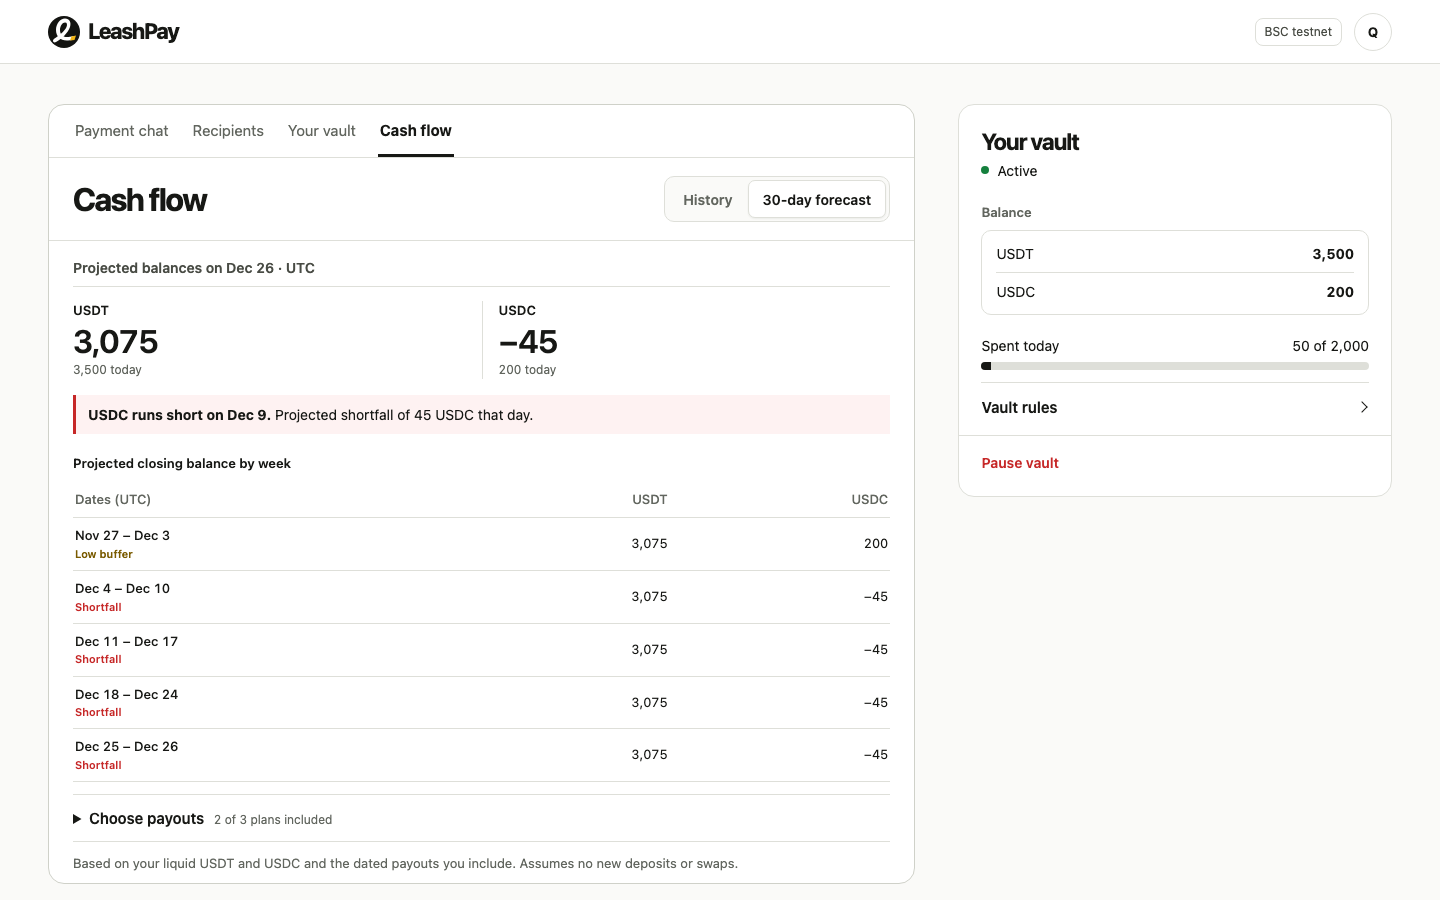 LeashPay
BSC testnet
Q
Payment chat
Recipients
Your vault
Cash flow
Cash flow
History
30-day forecast
Projected balances on Dec 26 · UTC
USDT
3,075
3,500 today
USDC
−45
200 today
USDC runs short on Dec 9. Projected shortfall of 45 USDC that day.
Projected closing balance by week
Dates (UTC) USDT USDC
Nov 27 – Dec 3
Low buffer
3,075 200
Dec 4 – Dec 10
Shortfall
3,075 −45
Dec 11 – Dec 17
Shortfall
3,075 −45
Dec 18 – Dec 24
Shortfall
3,075 −45
Dec 25 – Dec 26
Shortfall
3,075 −45
Choose payouts 2 of 3 plans included
Based on your liquid USDT and USDC and the dated payouts you include. Assumes no new deposits or swaps.
Your vault
Active
Balance
USDT 3,500
USDC 200
Spent today 50 of 2,000
Vault rules
Pause vault